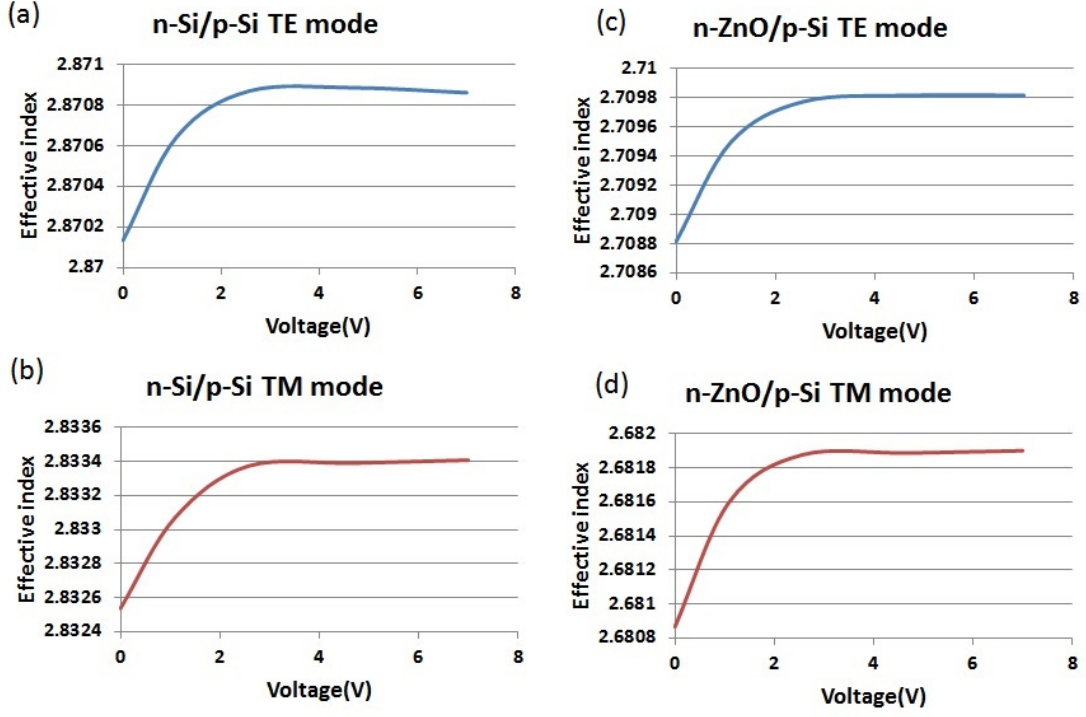 (a)
n-Si/p-Si TE mode
Effective index
2.871
2.8708
2.8706
2.8704
2.8702
2.87
0 2 4 6 8
Voltage(V)
(c)
n-ZnO/p-Si TE mode
Effective index
2.71
2.7098
2.7096
2.7094
2.7092
2.709
2.7088
2.7086
0 2 4 6 8
Voltage(V)
(b)
n-Si/p-Si TM mode
Effective index
2.8336
2.8334
2.8332
2.833
2.8328
2.8326
2.8324
0 2 4 6 8
Voltage(V)
(d)
n-ZnO/p-Si TM mode
Effective index
2.682
2.6818
2.6816
2.6814
2.6812
2.681
2.6808
0 2 4 6 8
Voltage(V)